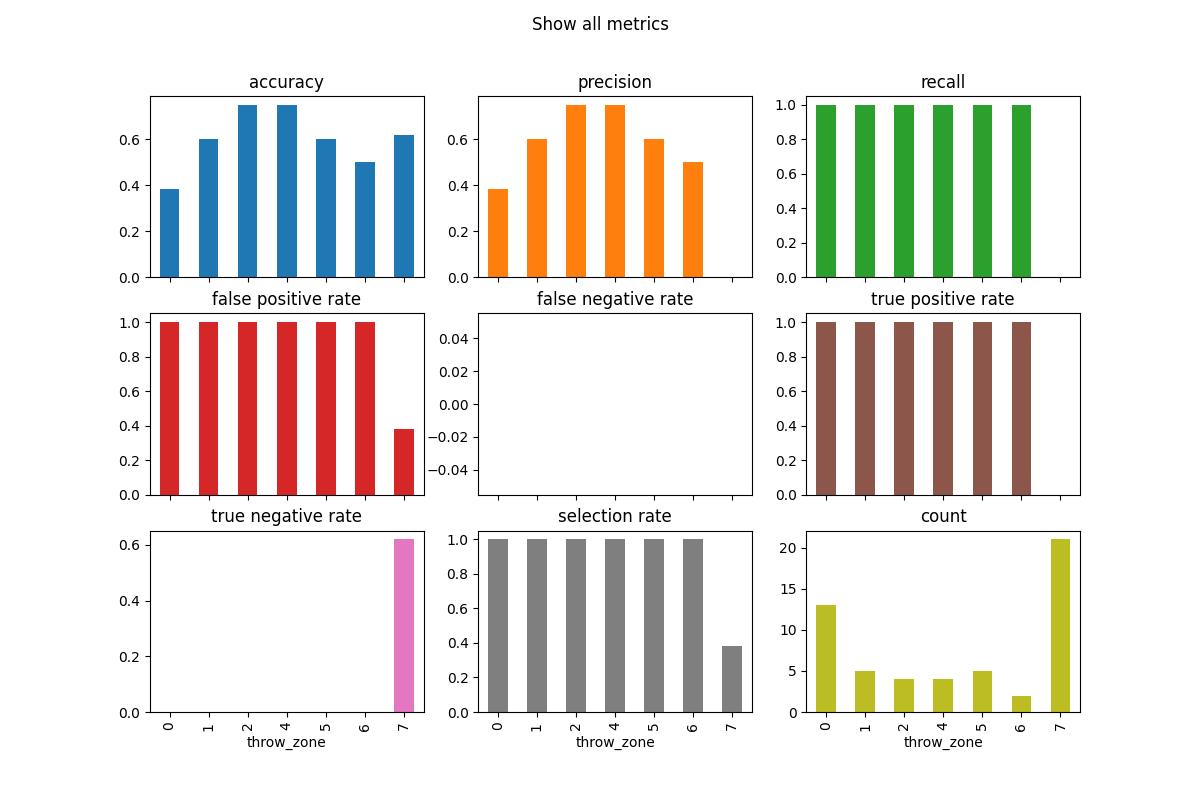 Show all metrics
accuracy
0.6
0.4
0.2
0.0
precision
0.6
0.4
0.2
0.0
recall
1.0
0.8
0.6
0.4
0.2
0.0
false positive rate
1.0
0.8
0.6
0.4
0.2
0.0
false negative rate
0.04
0.02
0.00
−0.02
−0.04
true positive rate
1.0
0.8
0.6
0.4
0.2
0.0
true negative rate
0.6
0.4
0.2
0.0
0 1 2 4 5 6 7
throw_zone
selection rate
1.0
0.8
0.6
0.4
0.2
0.0
0 1 2 4 5 6 7
throw_zone
count
20
15
10
5
0
0 1 2 4 5 6 7
throw_zone